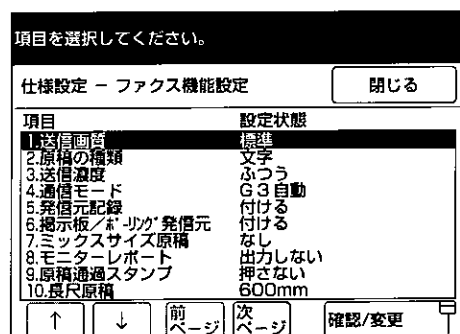 項目を選択してください。
仕様設定 － ファクス機能設定 閉じる
項目 設定状態
1.送信画質 標準
2.原稿の種類 文字
3.送信濃度 ふつう
4.通信モード G3自動
5.発信元記録 付ける
6.掲示板／ﾎﾟｰﾘﾝｸﾞ発信元 付ける
7.ミックスサイズ原稿 なし
8.モニターレポート 出力しない
9.原稿通過スタンプ 押さない
10.長尺原稿 600mm
↑ ↓ 前ページ 次ページ 確認/変更